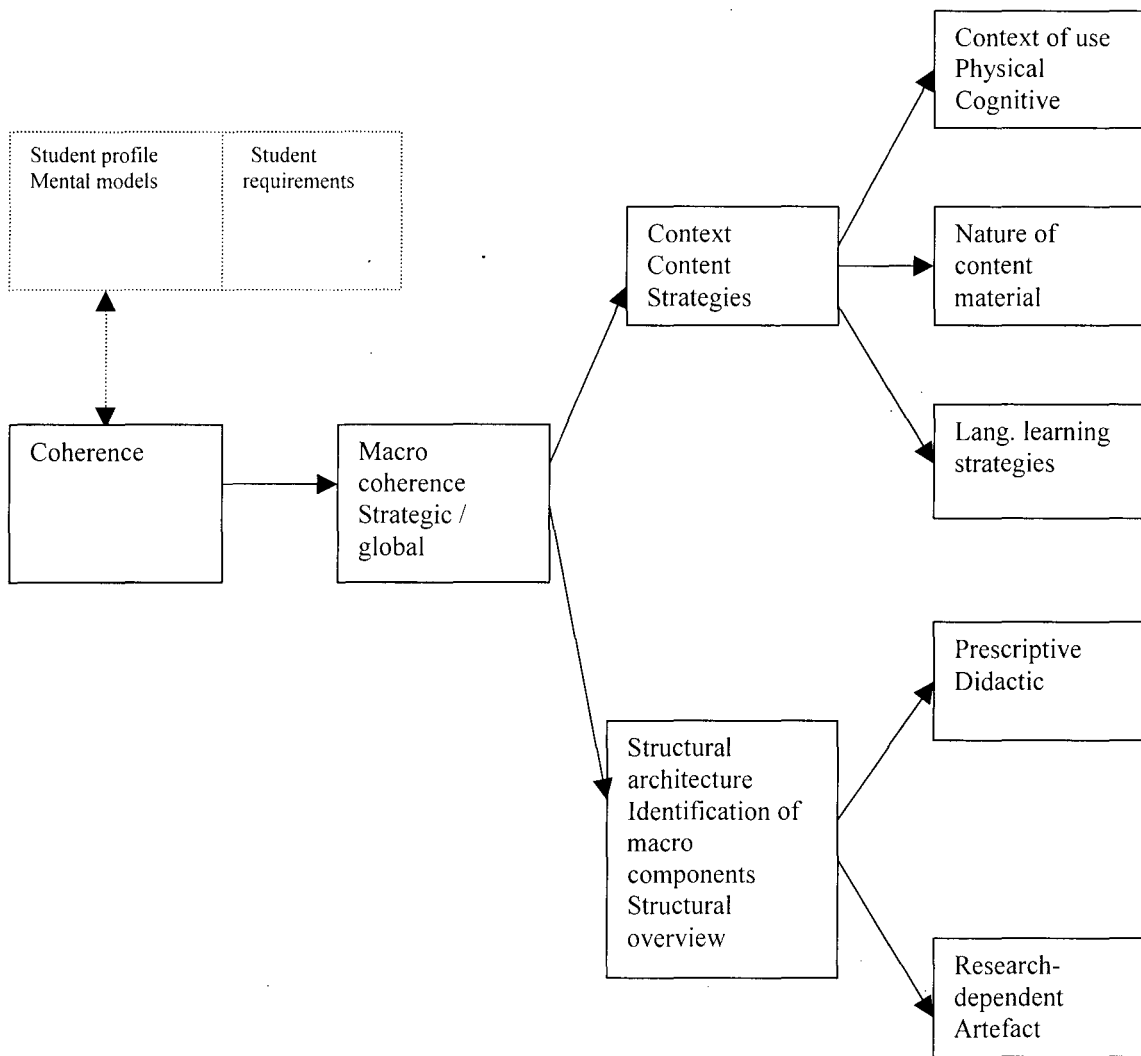 Context of use
Physical
Cognitive
Student profile
Mental models
Student
requirements
Context
Content
Strategies
Nature of
content
material
Lang. learning
strategies
Coherence
Macro
coherence
Strategic /
global
Prescriptive
Didactic
Structural
architecture
Identification of
macro
components
Structural
overview
Research-
dependent
Artefact